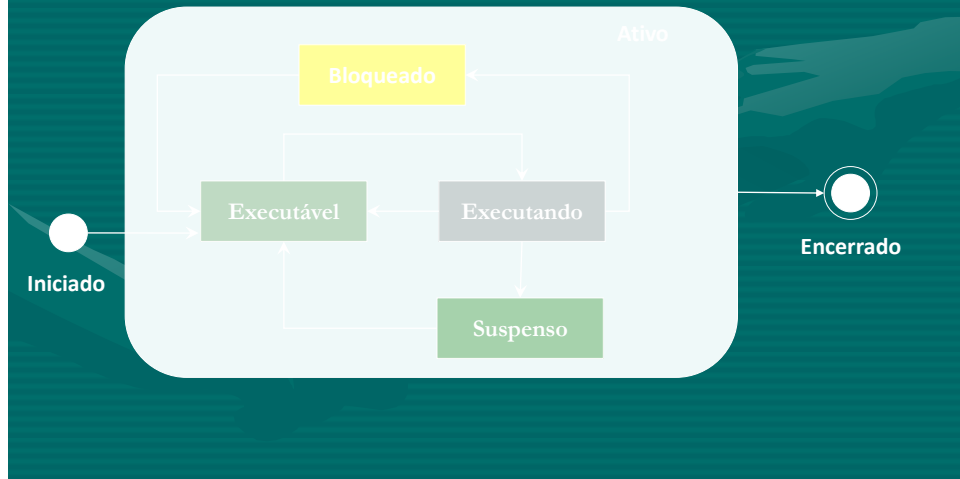 Ativo
Bloqueado
Executável
Executando
Iniciado
Encerrado
Suspenso